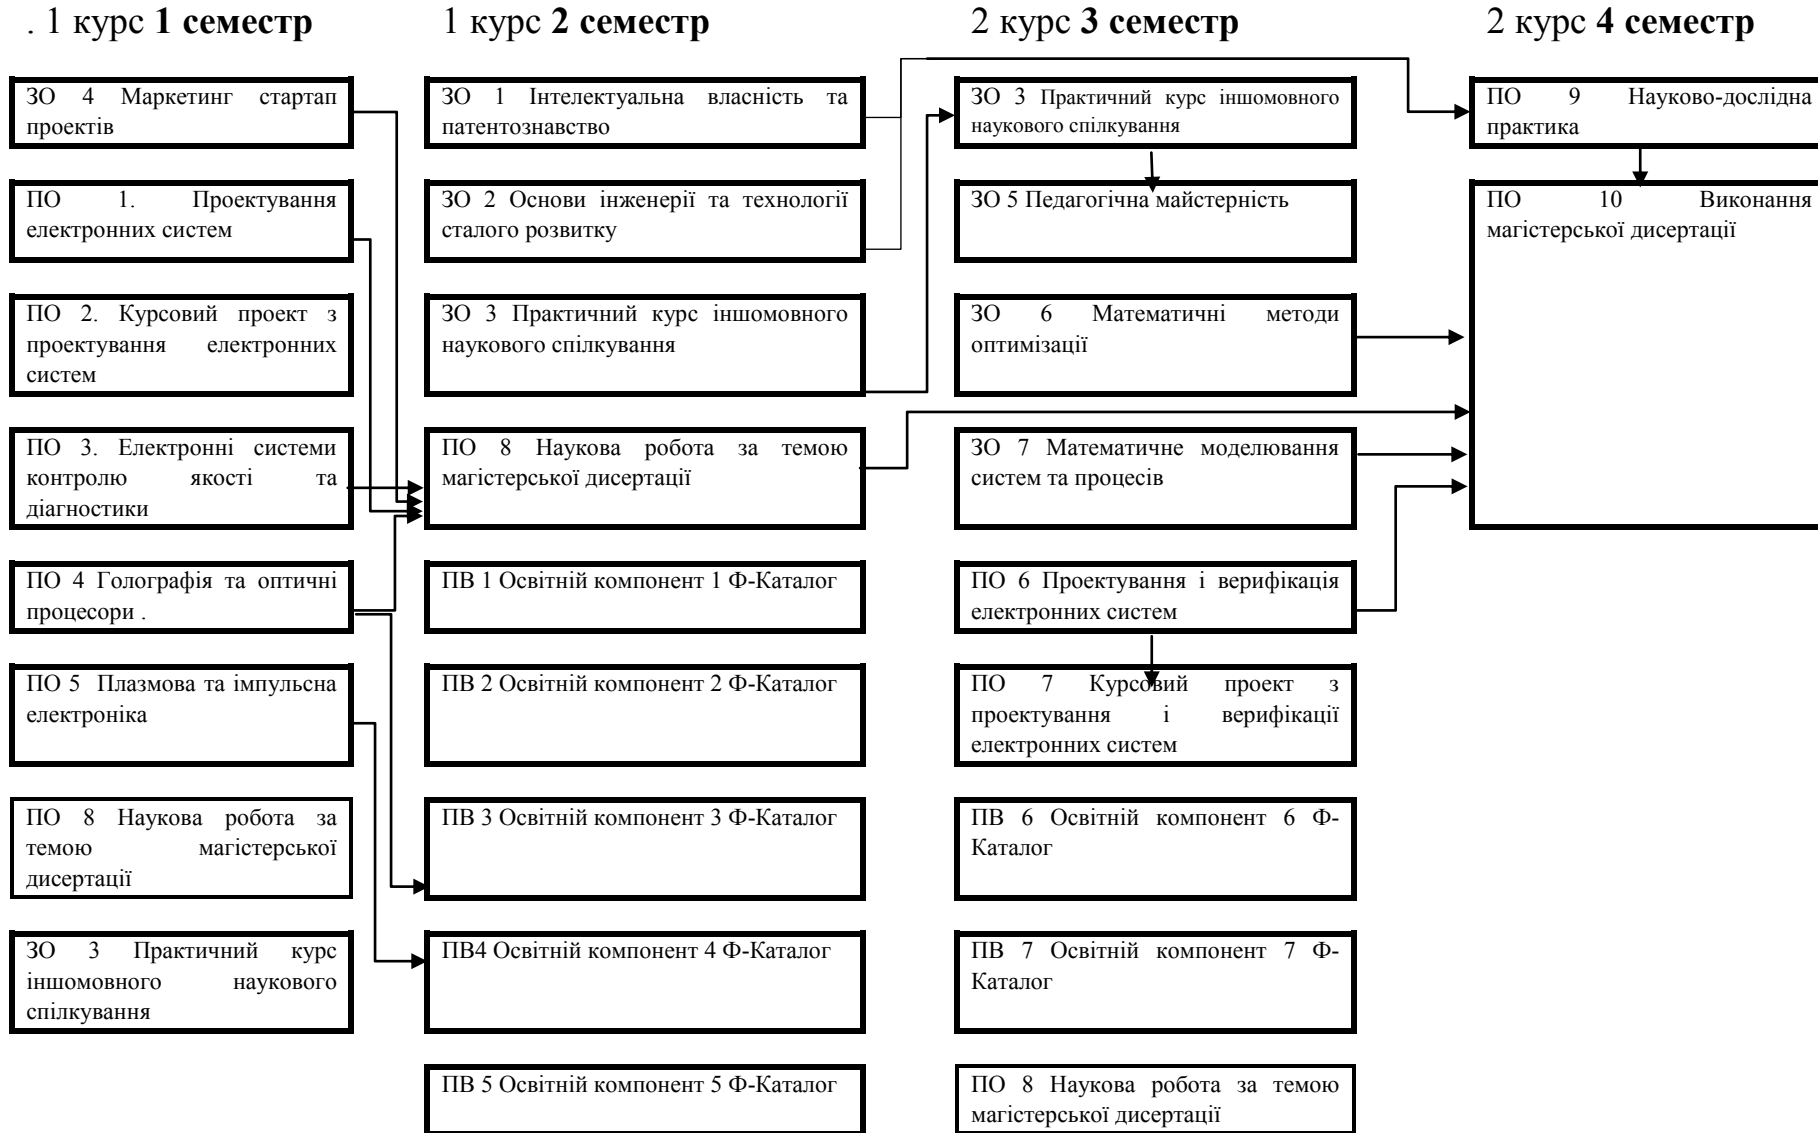 . 1 курс 1 семестр
1 курс 2 семестр
2 курс 3 семестр
2 курс 4 семестр
ЗО 4 Маркетинг стартап
проектів
ПО 1. Проектування
електронних систем
ПО 2. Курсовий проект з
проектування електронних
систем
ПО 3. Електронні системи
контролю якості та
діагностики
ПО 4 Голографія та оптичні
процесори .
ПО 5 Плазмова та імпульсна
електроніка
ПО 8 Наукова робота за
темою магістерської
дисертації
ЗО 3 Практичний курс
іншомовного наукового
спілкування
ЗО 1 Інтелектуальна власність та
патентознавство
ЗО 2 Основи інженерії та технології
сталого розвитку
ЗО 3 Практичний курс іншомовного
наукового спілкування
ПО 8 Наукова робота за темою
магістерської дисертації
ПВ 1 Освітній компонент 1 Ф-Каталог
ПВ 2 Освітній компонент 2 Ф-Каталог
ПВ 3 Освітній компонент 3 Ф-Каталог
ПВ4 Освітній компонент 4 Ф-Каталог
ПВ 5 Освітній компонент 5 Ф-Каталог
ЗО 3 Практичний курс іншомовного
наукового спілкування
ЗО 5 Педагогічна майстерність
ЗО 6 Математичні методи
оптимізації
ЗО 7 Математичне моделювання
систем та процесів
ПО 6 Проектування і верифікація
електронних систем
ПО 7 Курсовий проект з
проектування і верифікації
електронних систем
ПВ 6 Освітній компонент 6 Ф-
Каталог
ПВ 7 Освітній компонент 7 Ф-
Каталог
ПО 8 Наукова робота за темою
магістерської дисертації
ПО 9 Науково-дослідна
практика
ПО 10 Виконання
магістерської дисертації